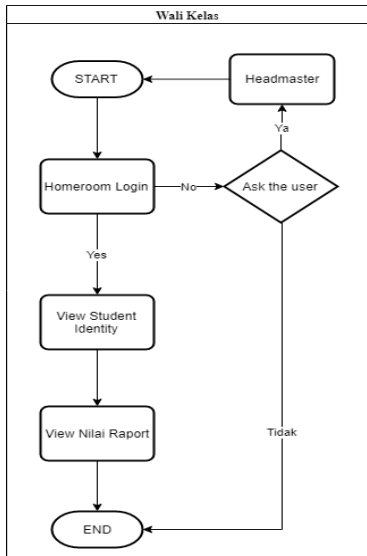 Wali Kelas
START
Headmaster
Ya
Homeroom Login
No
Ask the user
Yes
View Student
Identity
View Nilai Raport
Tidak
END